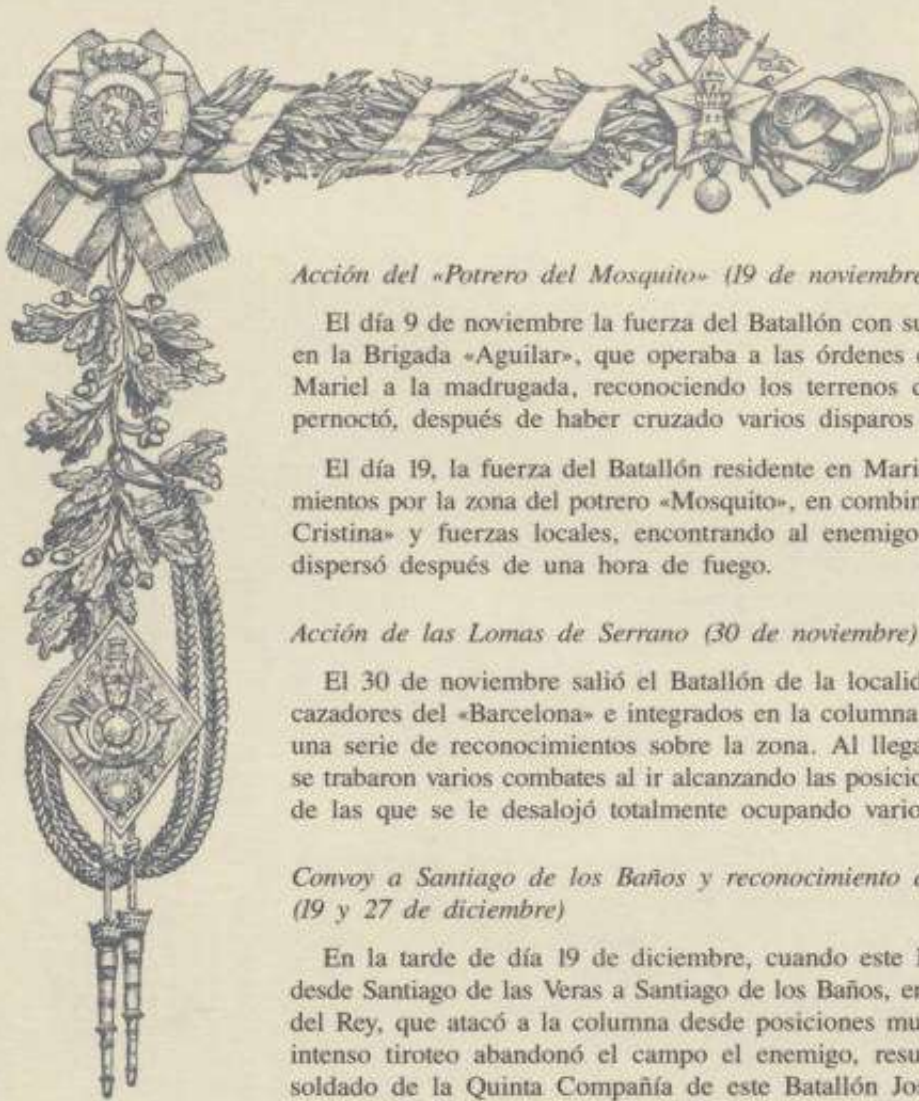 Acción del «Potrero del Mosquito» (19 de noviembre
El día 9 de noviembre la fuerza del Batallón con su
en la Brigada «Aguilar», que operaba a las órdenes
Mariel a la madrugada, reconociendo los terrenos
pernoctó, después de haber cruzado varios disparos
El día 19, la fuerza del Batallón residente en Mari
mientos por la zona del potrero «Mosquito», en combin
Cristina» y fuerzas locales, encontrando al enemigo
dispersó después de una hora de fuego.
Acción de las Lomas de Serrano (30 de noviembre)
El 30 de noviembre salió el Batallón de la localid
cazadores del «Barcelona» e integrados en la columna
una serie de reconocimientos sobre la zona. Al llega
se trabaron varios combates al ir alcanzando las posicio
de las que se le desalojó totalmente ocupando vario
Convoy a Santiago de los Baños y reconocimiento
(19 y 27 de diciembre)
En la tarde de día 19 de diciembre, cuando este
desde Santiago de las Veras a Santiago de los Baños, en
del Rey, que atacó a la columna desde posiciones mu
intenso tiroteo abandonó el campo el enemigo, resu
soldado de la Quinta Compañía de este Batallón Jo